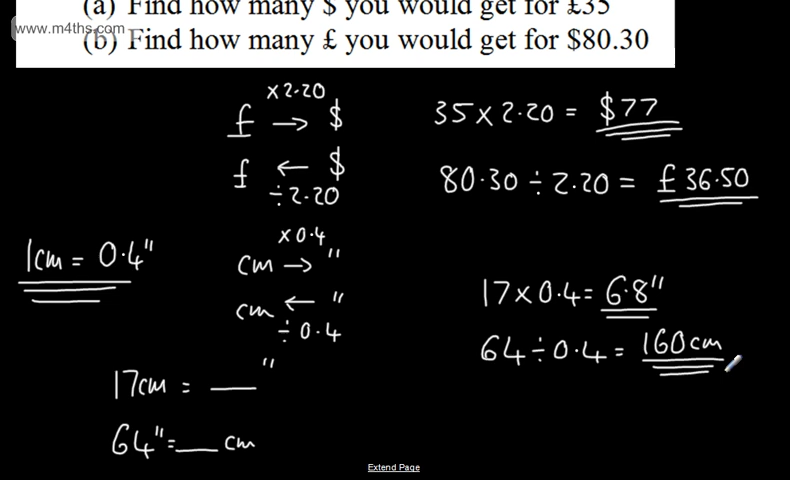 (a) Find how many $ you would get for £35
www.m4ths.com
(b) Find how many £ you would get for $80.30
×2.20
£ → $
35 × 2.20 = $77
£ ← $
÷2.20
80.30 ÷ 2.20 = £36.50
1cm = 0.4"
×0.4
cm → "
cm ← "
÷0.4
17 × 0.4 = 6.8"
64 ÷ 0.4 = 160cm
17cm = ___ "
64" = ___ cm
Extend Page